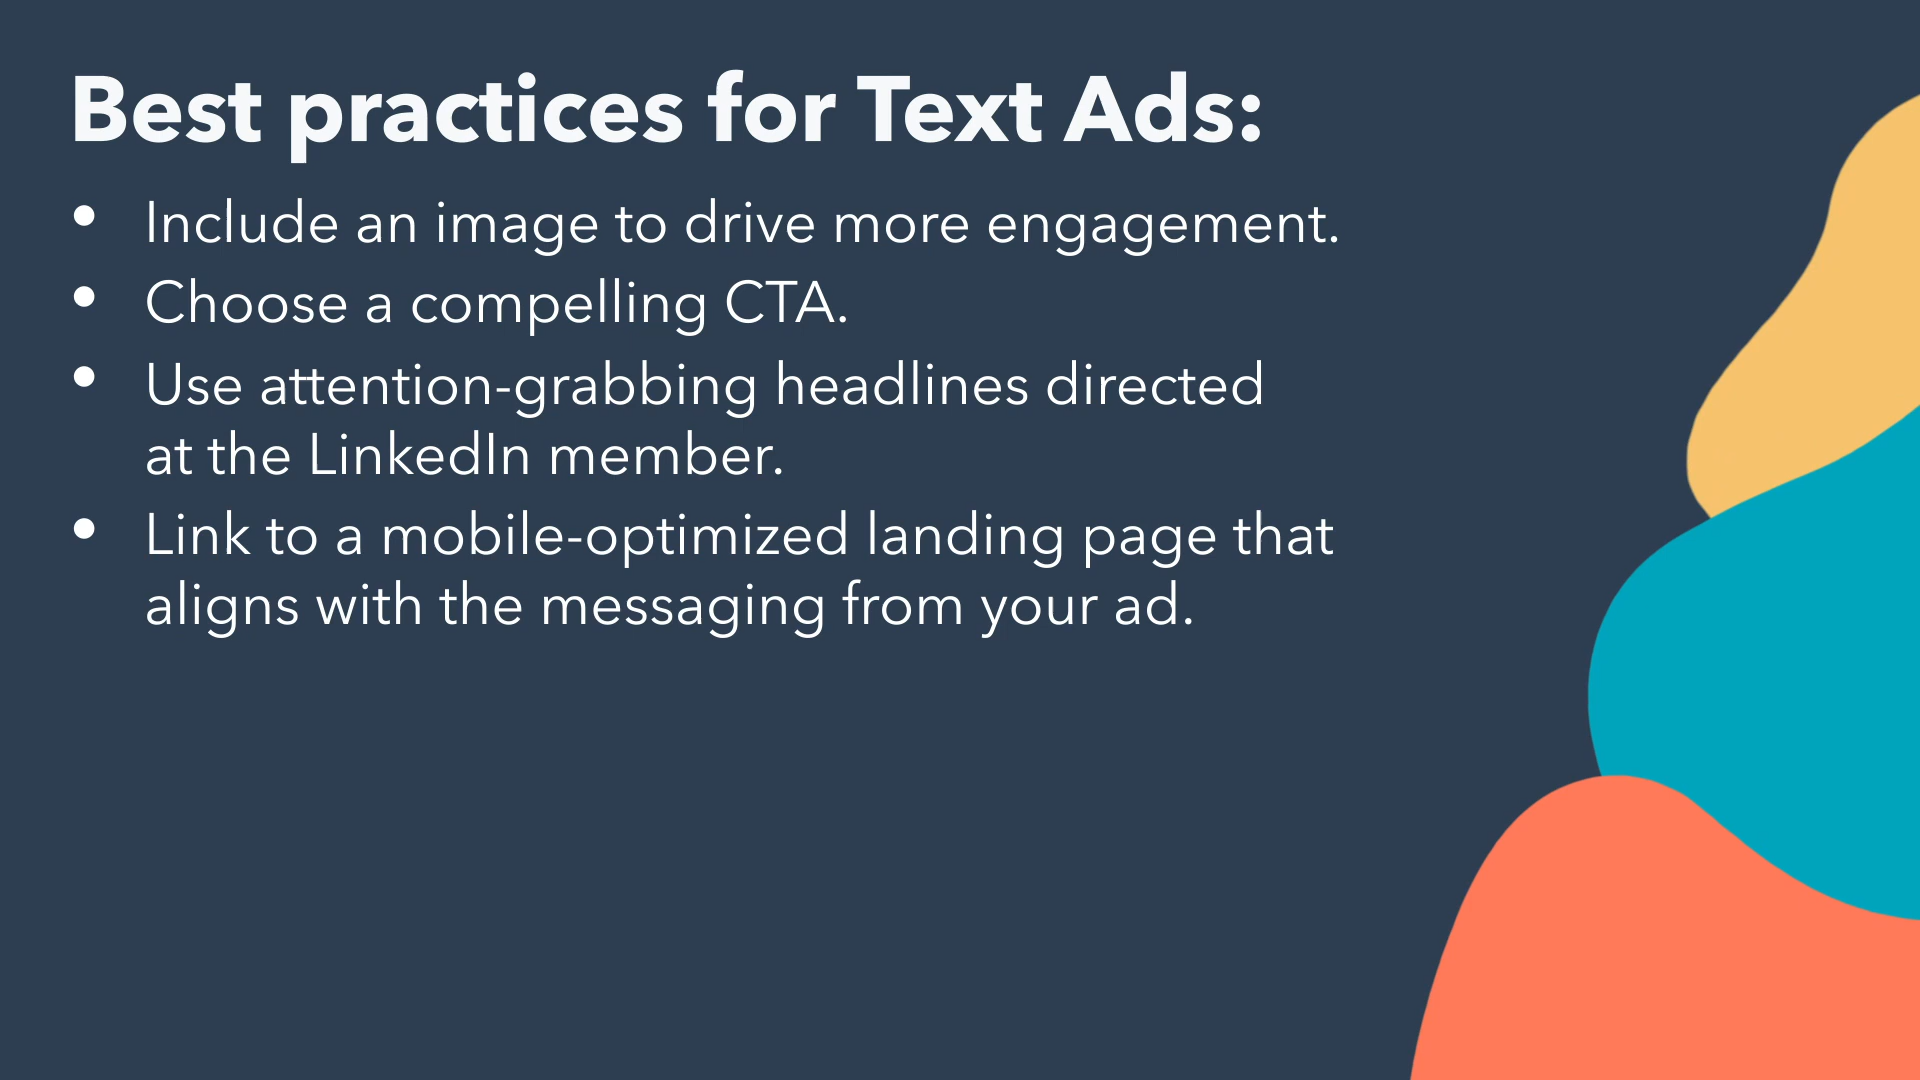 Best practices for Text Ads:
• Include an image to drive more engagement.
• Choose a compelling CTA.
• Use attention-grabbing headlines directed
at the LinkedIn member.
• Link to a mobile-optimized landing page that
aligns with the messaging from your ad.